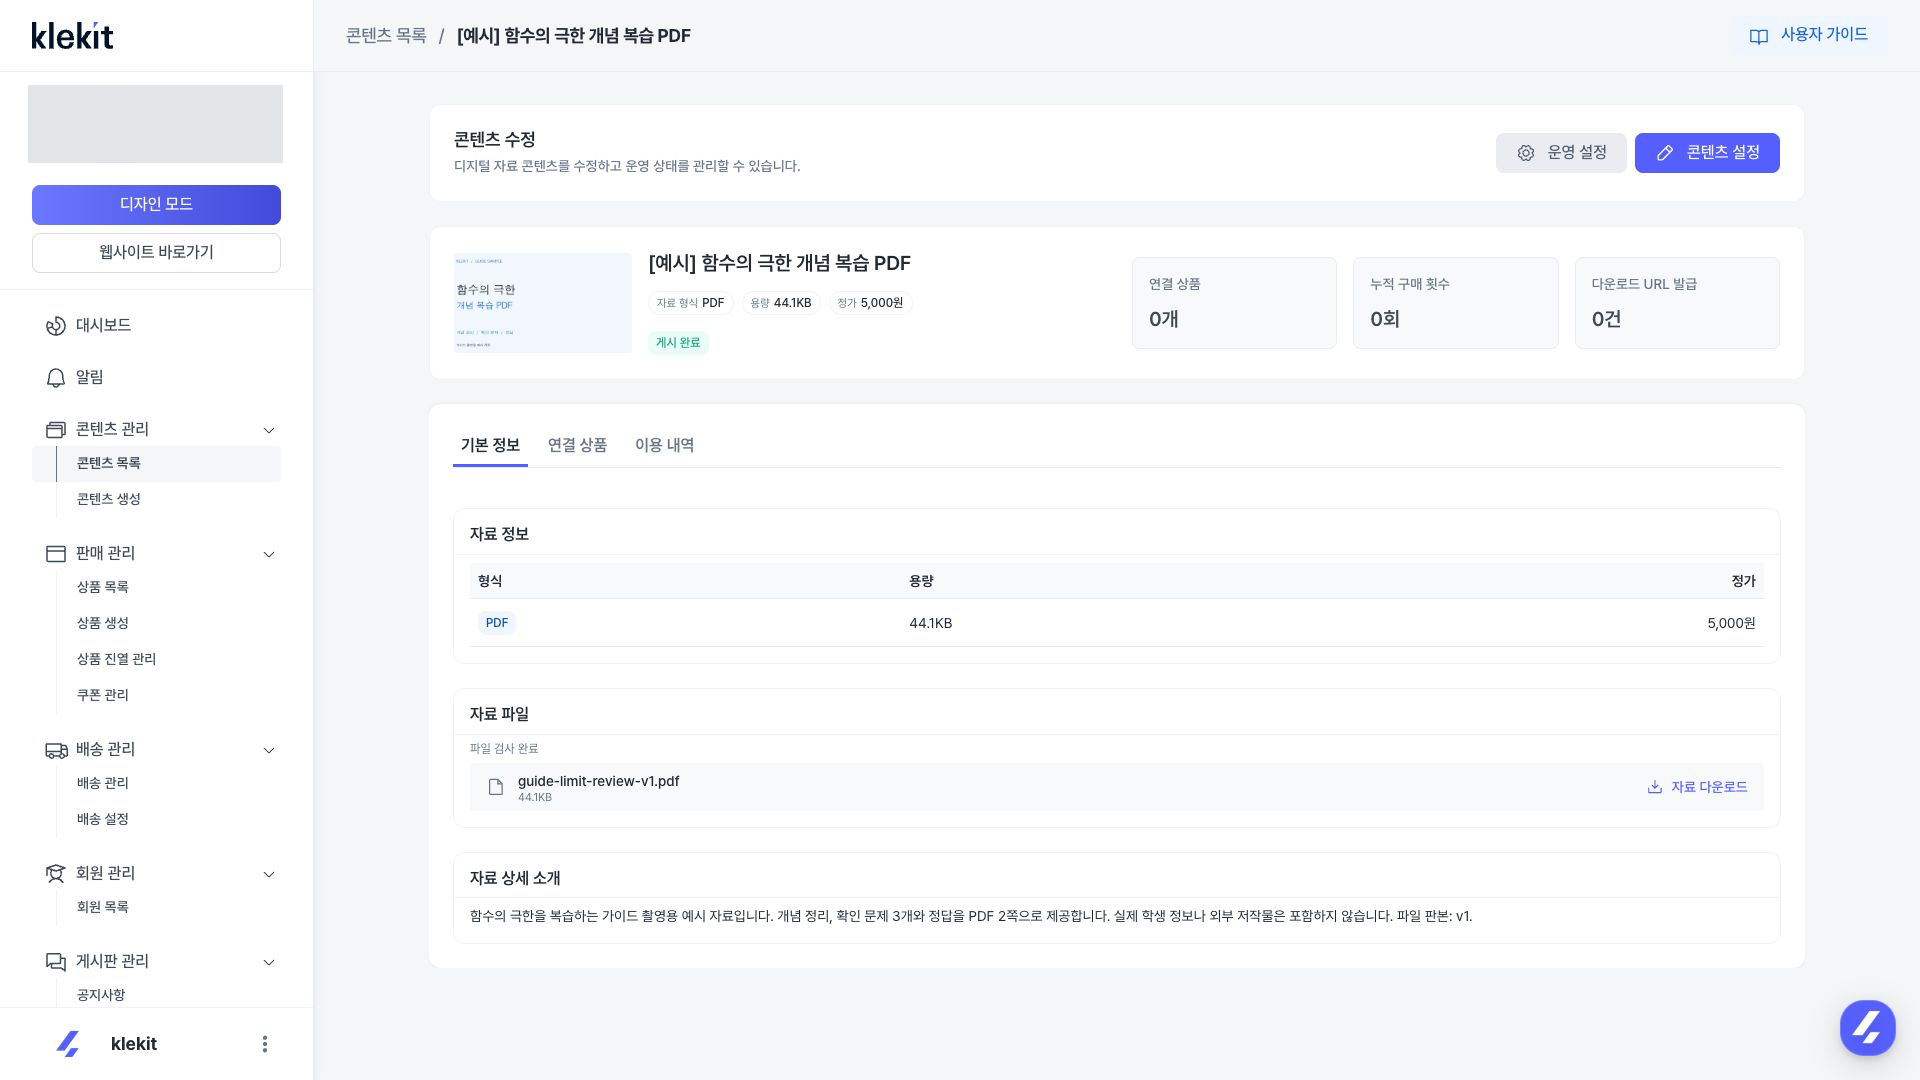 klekit
콘텐츠 목록 / [예시] 함수의 극한 개념 복습 PDF
사용자 가이드
디자인 모드
웹사이트 바로가기
대시보드
알림
콘텐츠 관리
콘텐츠 목록
콘텐츠 생성
판매 관리
상품 목록
상품 생성
상품 진열 관리
쿠폰 관리
배송 관리
배송 관리
배송 설정
회원 관리
회원 목록
게시판 관리
공지사항
klekit
콘텐츠 수정
디지털 자료 콘텐츠를 수정하고 운영 상태를 관리할 수 있습니다.
운영 설정
콘텐츠 설정
함수의 극한
개념 복습 PDF
[예시] 함수의 극한 개념 복습 PDF
자료 형식 PDF
용량 44.1KB
정가 5,000원
게시 완료
연결 상품
0개
누적 구매 횟수
0회
다운로드 URL 발급
0건
기본 정보
연결 상품
이용 내역
자료 정보
형식 용량 정가
PDF 44.1KB 5,000원
자료 파일
파일 검사 완료
guide-limit-review-v1.pdf
44.1KB
자료 다운로드
자료 상세 소개
함수의 극한을 복습하는 가이드 촬영용 예시 자료입니다. 개념 정리, 확인 문제 3개와 정답을 PDF 2쪽으로 제공합니다. 실제 학생 정보나 외부 저작물은 포함하지 않습니다. 파일 판본: v1.